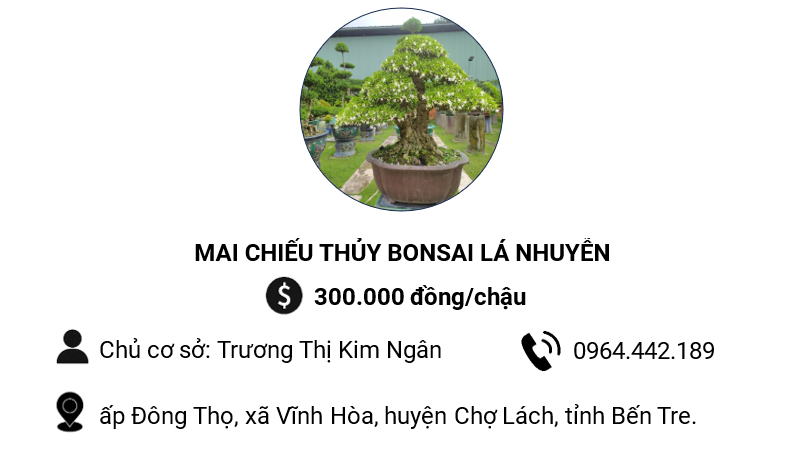 MAI CHIẾU THỦY BONSAI LÁ NHUYỄN
$ 300.000 đồng/chậu
Chủ cơ sở: Trương Thị Kim Ngân
0964.442.189
ấp Đông Thọ, xã Vĩnh Hòa, huyện Chợ Lách, tỉnh Bến Tre.